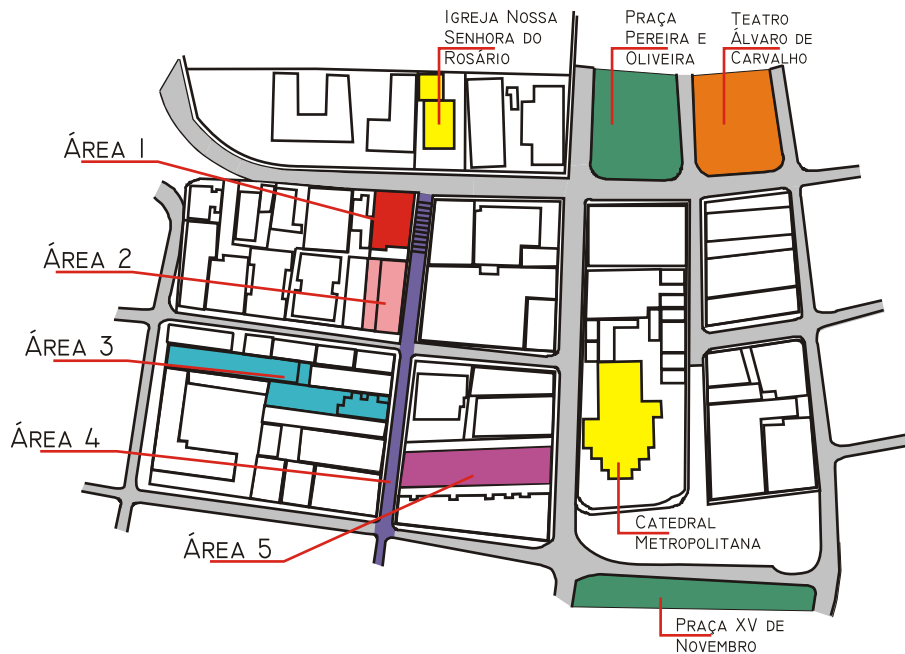 IGREJA NOSSA
SENHORA DO
ROSÁRIO
PRAÇA
PEREIRA E
OLIVEIRA
TEATRO
ÁLVARO DE
CARVALHO
ÁREA 1
ÁREA 2
ÁREA 3
ÁREA 4
ÁREA 5
CATEDRAL
METROPOLITANA
PRAÇA XV DE
NOVEMBRO